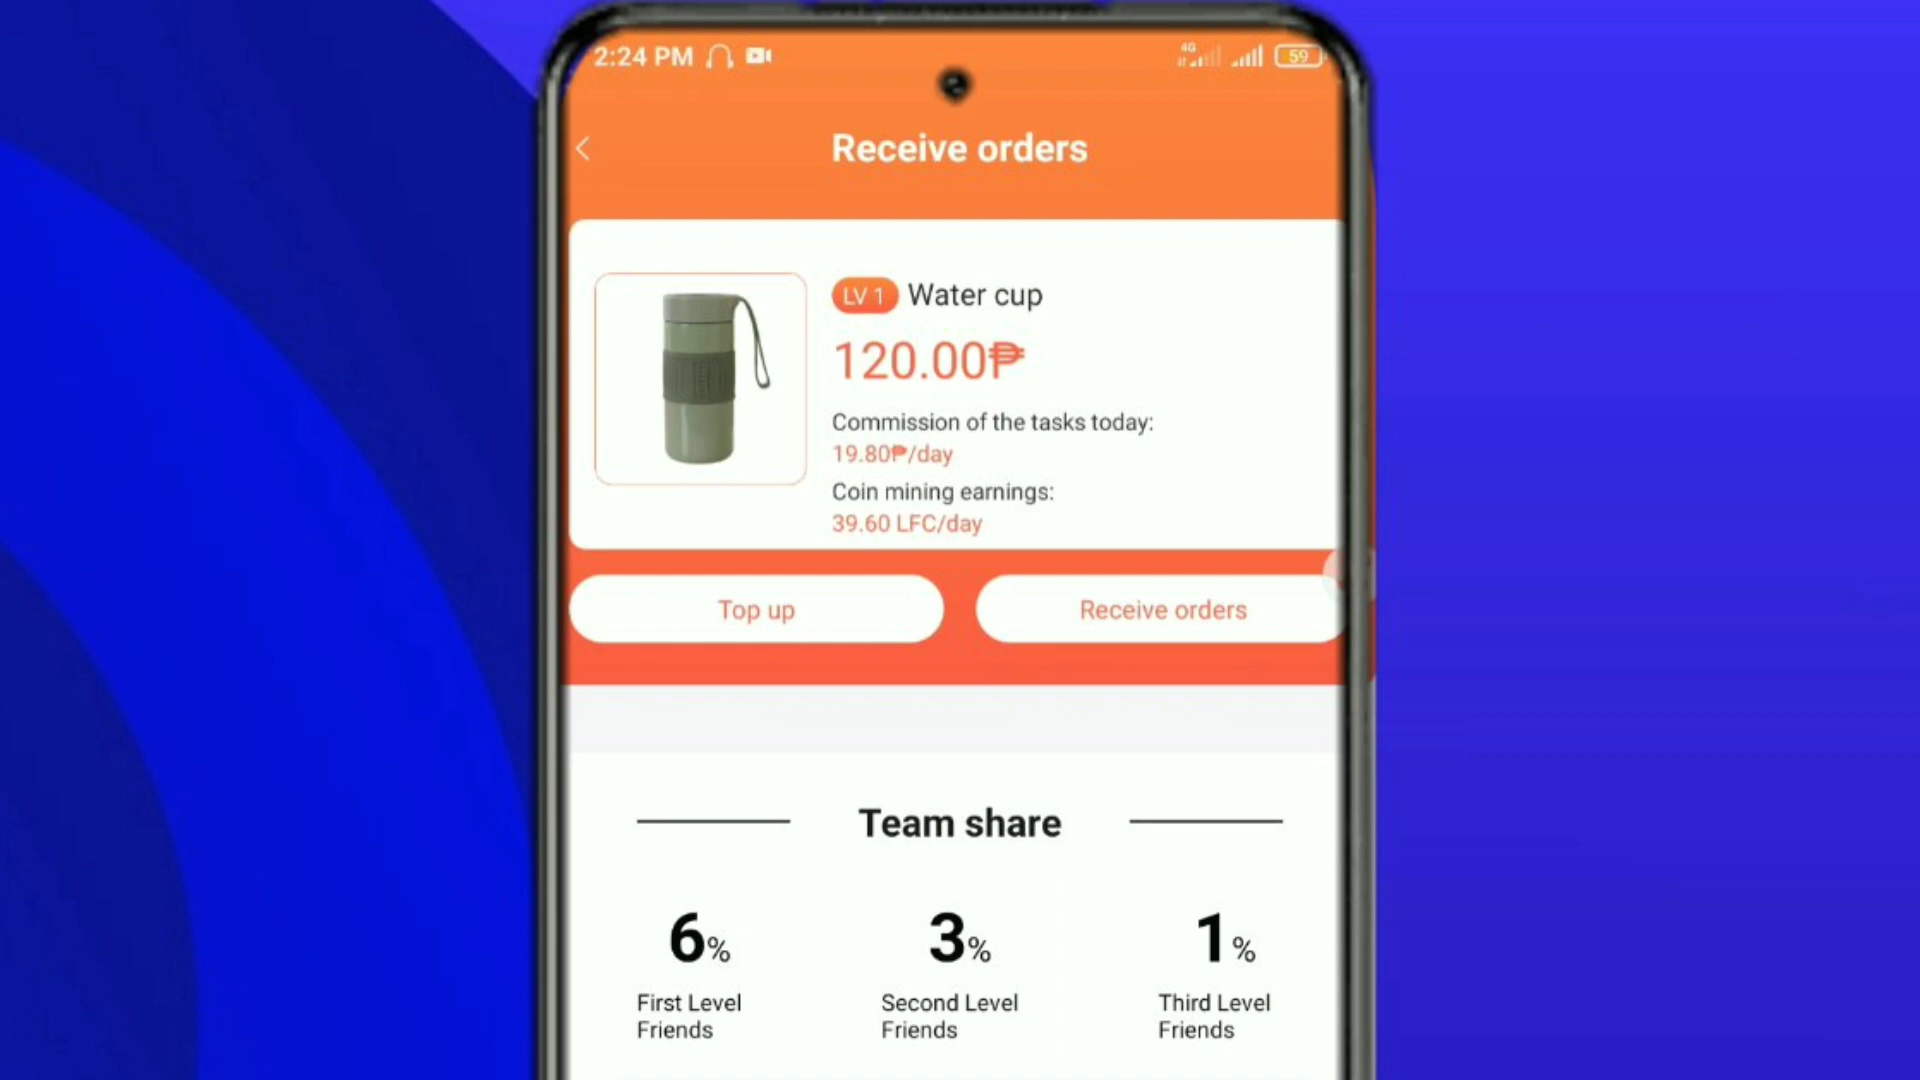 2:24 PM
4G
59
Receive orders
LV 1 Water cup
120.00₱
Commission of the tasks today:
19.80₱/day
Coin mining earnings:
39.60 LFC/day
Top up
Receive orders
Team share
6%
3%
1%
First Level
Friends
Second Level
Friends
Third Level
Friends